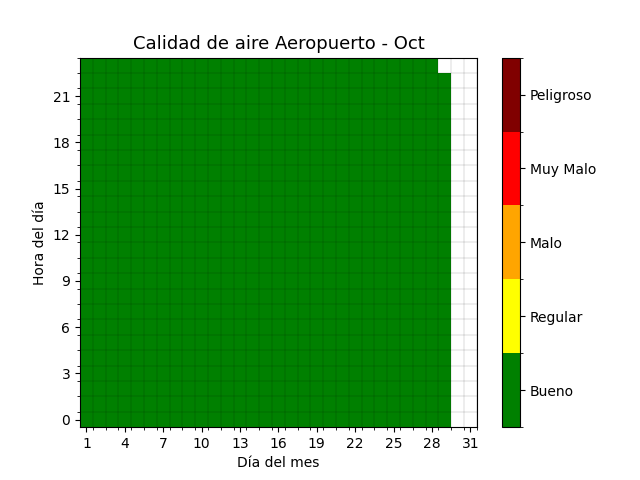 Calidad de aire Aeropuerto - Oct
Hora del día
21
18
15
12
9
6
3
0
1 4 7 10 13 16 19 22 25 28 31
Día del mes
Peligroso
Muy Malo
Malo
Regular
Bueno